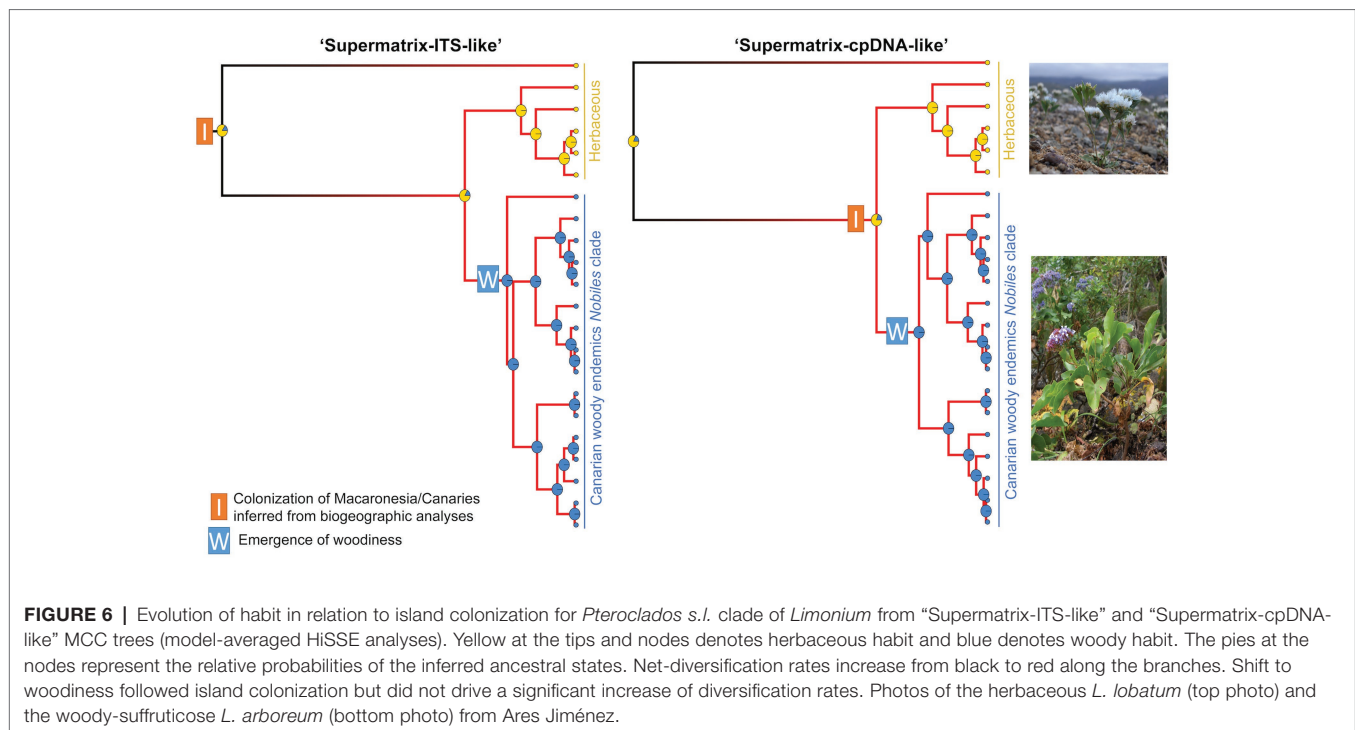 'Supermatrix-ITS-like'
'Supermatrix-cpDNA-like'
I
W
Herbaceous
Canarian woody endemics Nobiles clade
I
W
Herbaceous
Canarian woody endemics Nobiles clade
I Colonization of Macaronesia/Canaries
inferred from biogeographic analyses
W Emergence of woodiness
FIGURE 6 | Evolution of habit in relation to island colonization for Pteroclados s.l. clade of Limonium from “Supermatrix-ITS-like” and “Supermatrix-cpDNA-
like” MCC trees (model-averaged HiSSE analyses). Yellow at the tips and nodes denotes herbaceous habit and blue denotes woody habit. The pies at the
nodes represent the relative probabilities of the inferred ancestral states. Net-diversification rates increase from black to red along the branches. Shift to
woodiness followed island colonization but did not drive a significant increase of diversification rates. Photos of the herbaceous L. lobatum (top photo) and
the woody-suffruticose L. arboreum (bottom photo) from Ares Jiménez.